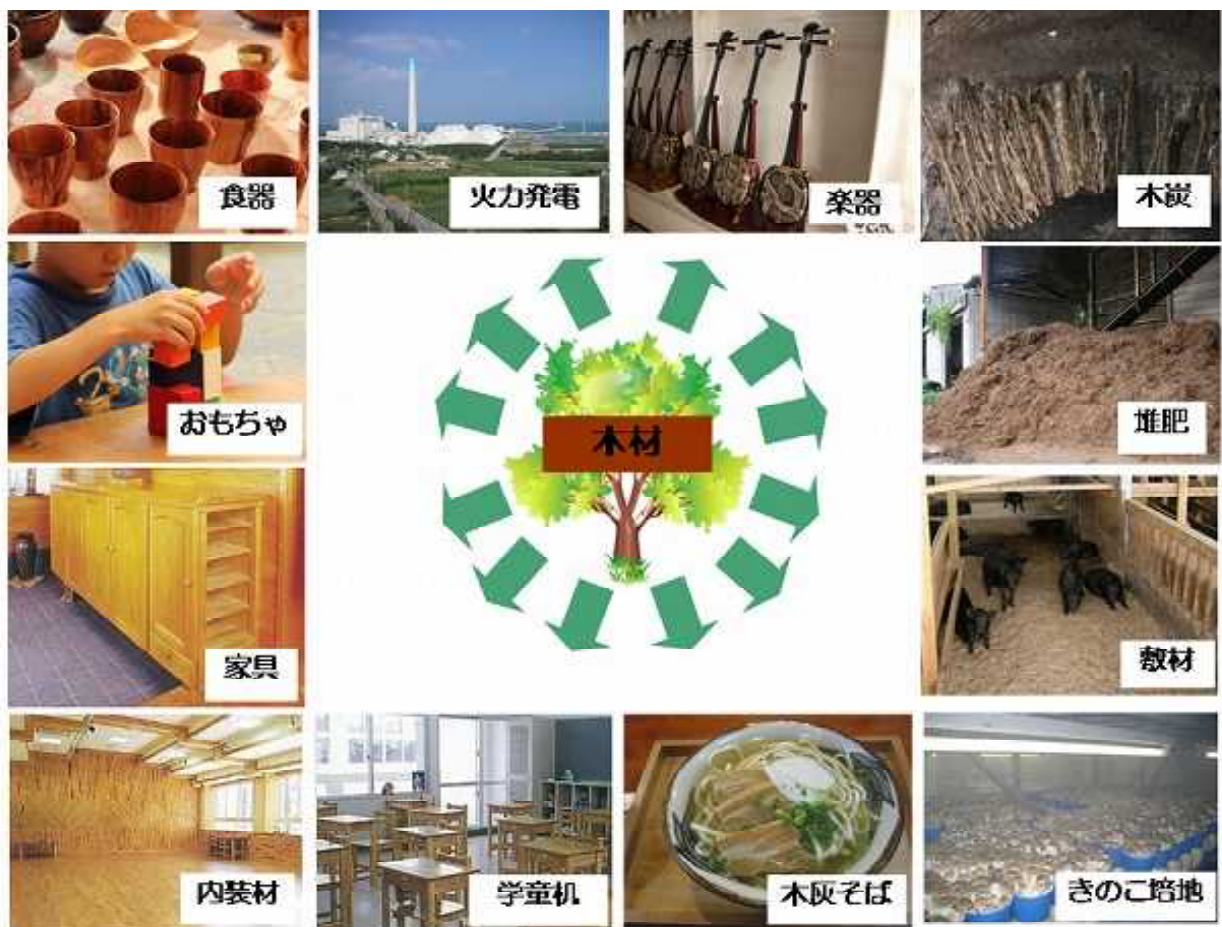 食器
火力発電
楽器
木炭
おもちゃ
木材
堆肥
家具
敷材
内装材
学童机
木灰そば
きのこ培地